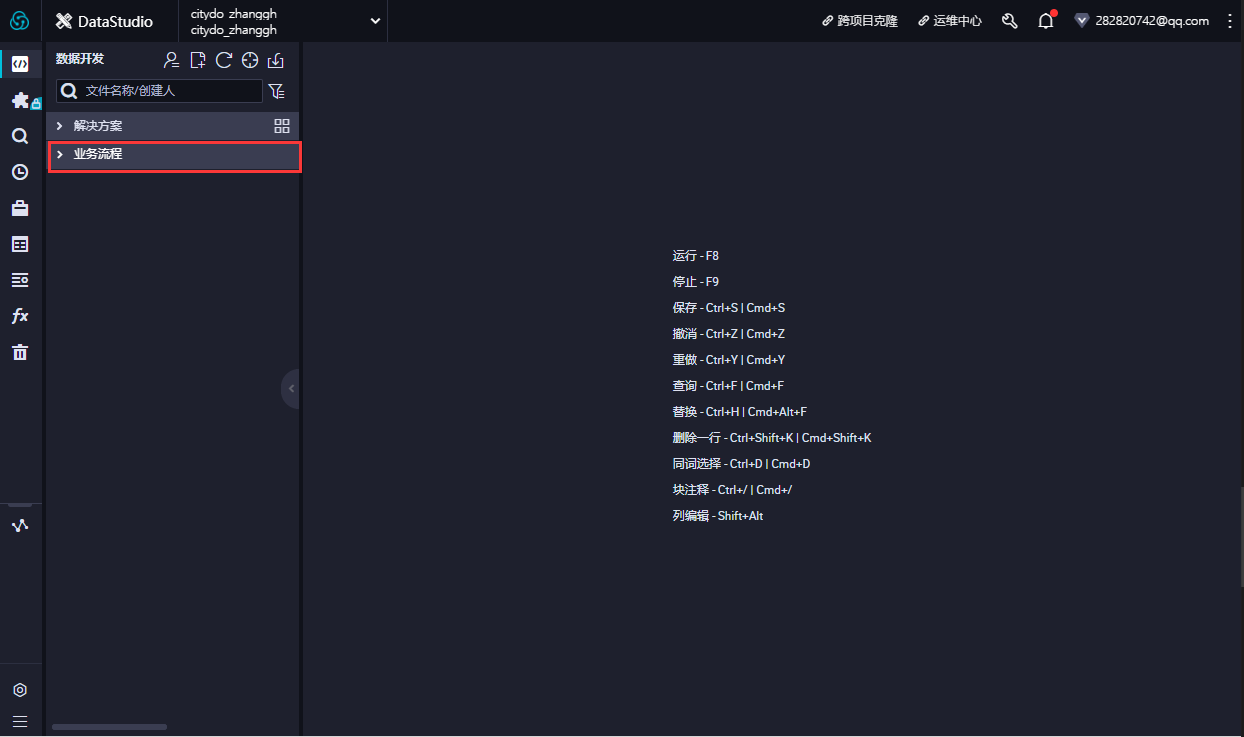 DataStudio
citydo_zhanggh
citydo_zhanggh
跨项目克隆
运维中心
282820742@qq.com
数据开发
文件名称/创建人
解决方案
业务流程
运行 - F8
停止 - F9
保存 - Ctrl+S | Cmd+S
撤消 - Ctrl+Z | Cmd+Z
重做 - Ctrl+Y | Cmd+Y
查询 - Ctrl+F | Cmd+F
替换 - Ctrl+H | Cmd+Alt+F
删除一行 - Ctrl+Shift+K | Cmd+Shift+K
同词选择 - Ctrl+D | Cmd+D
块注释 - Ctrl+/ | Cmd+/
列编辑 - Shift+Alt
fx